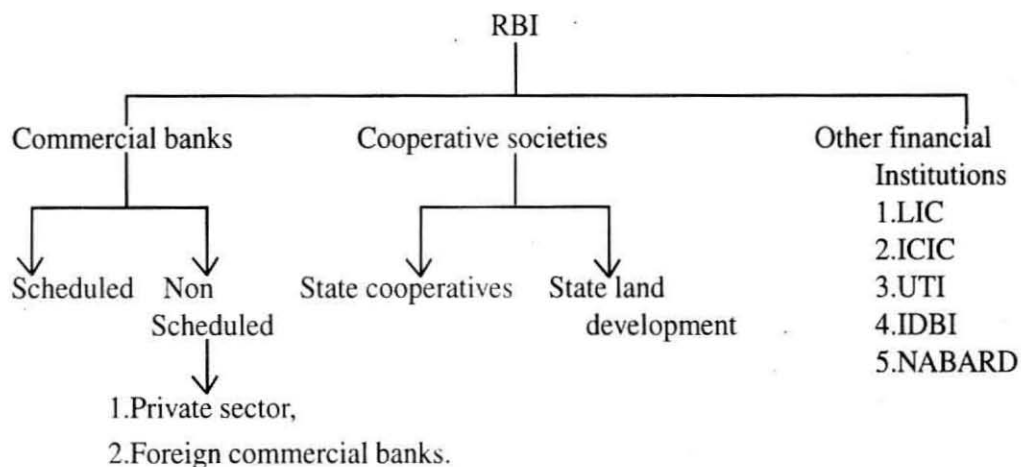 RBI
Commercial banks
Cooperative societies
Other financial
Institutions
1.LIC
2.ICIC
3.UTI
4.IDBI
5.NABARD
Scheduled
Non
Scheduled
State cooperatives
State land
development
1.Private sector,
2.Foreign commercial banks.